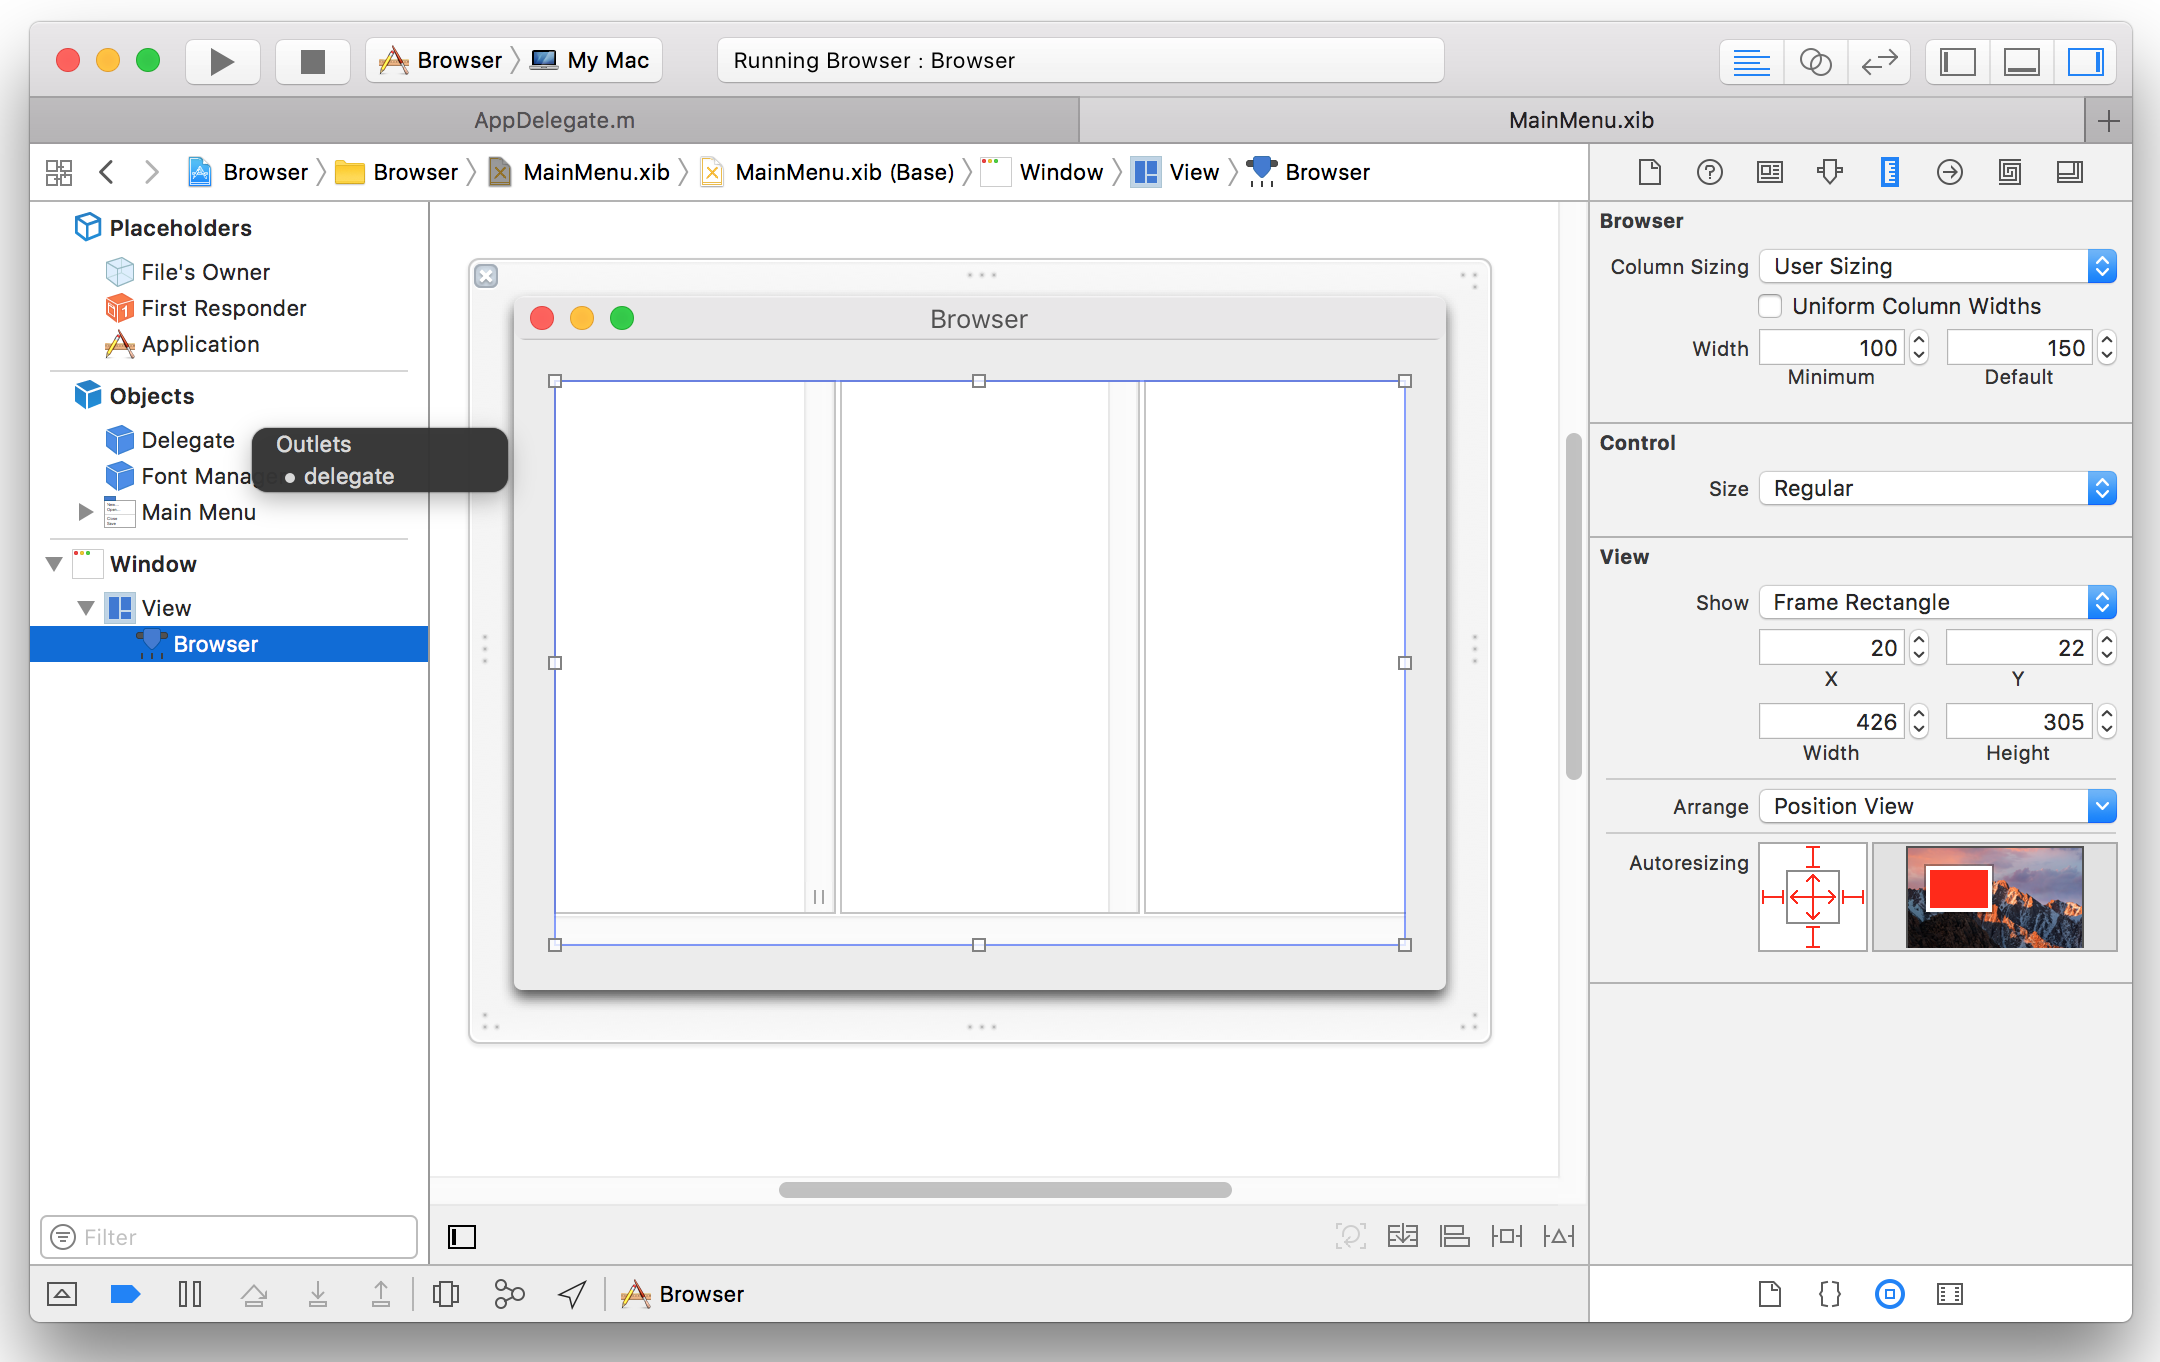 Browser My Mac
Running Browser : Browser
AppDelegate.m
MainMenu.xib
Browser Browser MainMenu.xib MainMenu.xib (Base) Window View Browser
Placeholders
File's Owner
First Responder
Application
Objects
Delegate
Font Manage
Main Menu
Window
View
Browser
Outlets
• delegate
Filter
Browser
Browser
Browser
Column Sizing User Sizing
Uniform Column Widths
Width 100 150
Minimum Default
Control
Size Regular
View
Show Frame Rectangle
20 22
X Y
426 305
Width Height
Arrange Position View
Autoresizing